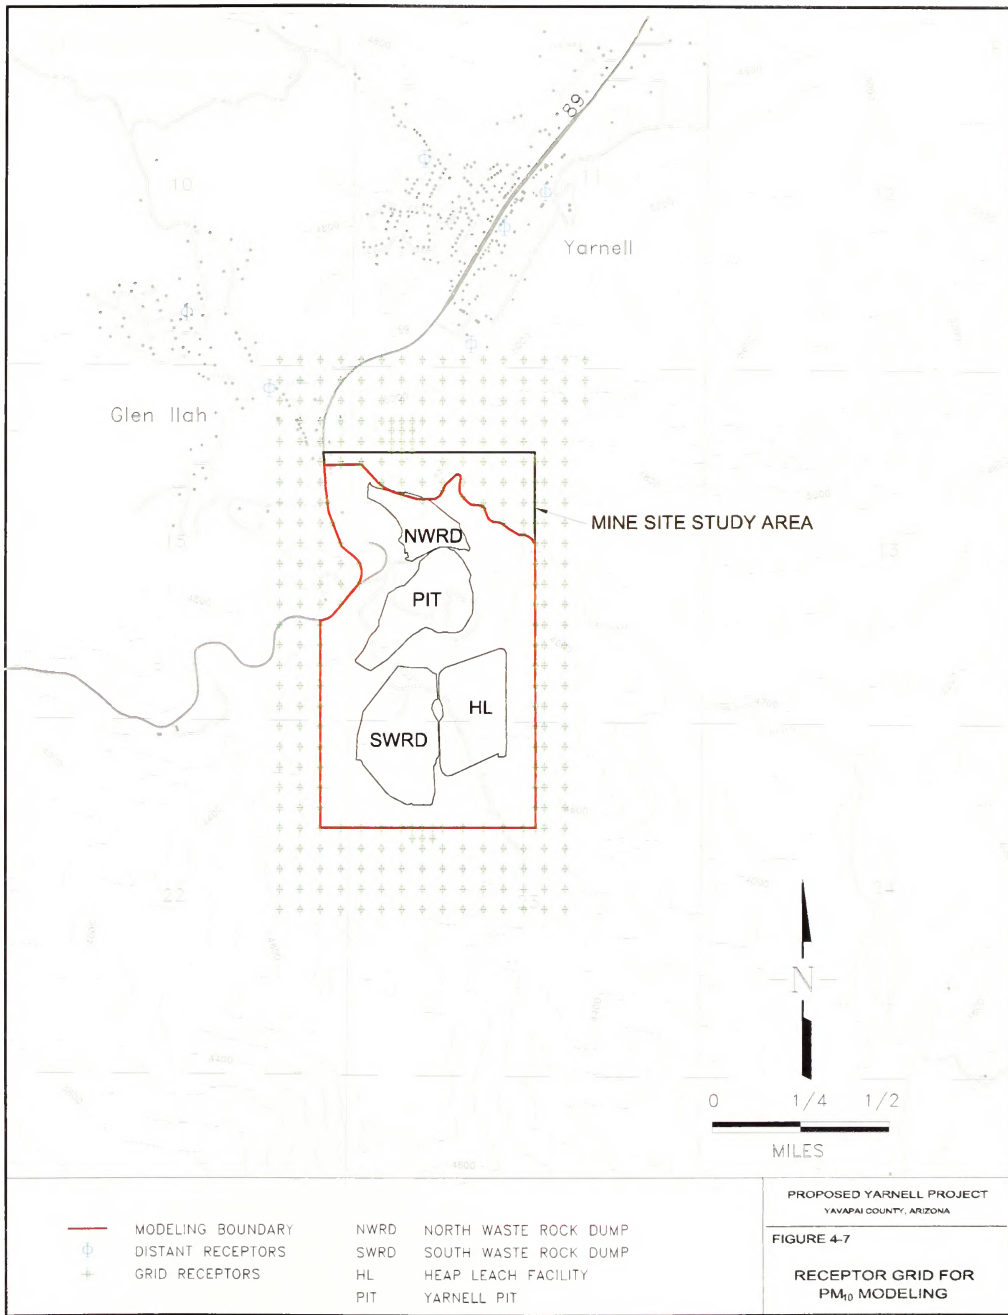 89
10
11
12
Yarnell
Glen Ilah
MINE SITE STUDY AREA
NWRD
PIT
HL
SWRD
15
13
22
23
24
N
0 1/4 1/2
MILES
MODELING BOUNDARY
DISTANT RECEPTORS
GRID RECEPTORS
NWRD NORTH WASTE ROCK DUMP
SWRD SOUTH WASTE ROCK DUMP
HL HEAP LEACH FACILITY
PIT YARNELL PIT
PROPOSED YARNELL PROJECT
YAVAPAI COUNTY, ARIZONA
FIGURE 4-7
RECEPTOR GRID FOR
PM₁₀ MODELING